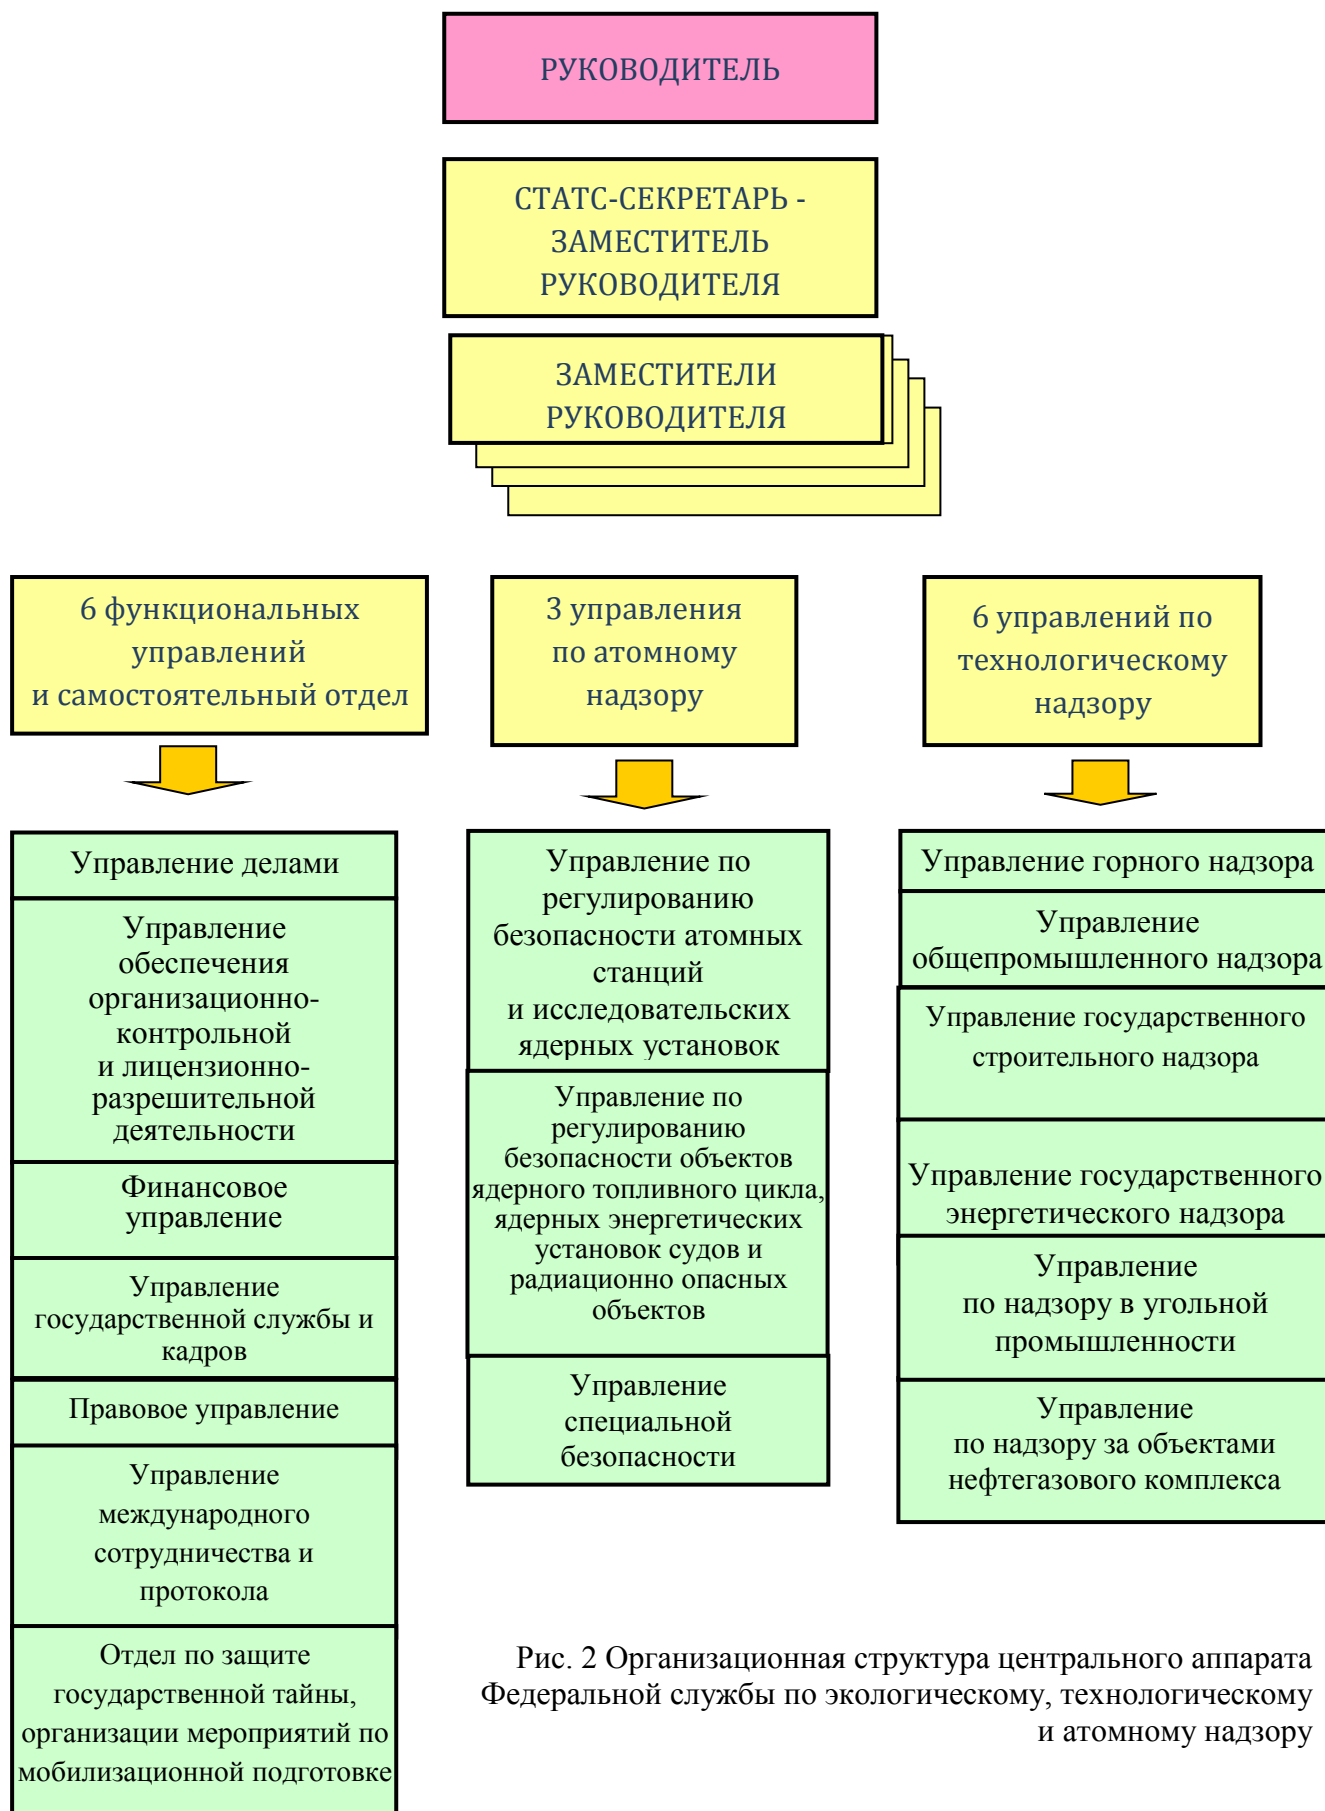 РУКОВОДИТЕЛЬ
СТАТС-СЕКРЕТАРЬ -
ЗАМЕСТИТЕЛЬ
РУКОВОДИТЕЛЯ
ЗАМЕСТИТЕЛИ
РУКОВОДИТЕЛЯ
6 функциональных
управлений
и самостоятельный отдел
3 управления
по атомному
надзору
6 управлений по
технологическому
надзору
Управление делами
Управление
обеспечения
организационно-
контрольной
и лицензионно-
разрешительной
деятельности
Финансовое
управление
Управление
государственной службы и
кадров
Правовое управление
Управление
международного
сотрудничества и
протокола
Отдел по защите
государственной тайны,
организации мероприятий по
мобилизационной подготовке
Управление по
регулированию
безопасности атомных
станций
и исследовательских
ядерных установок
Управление по
регулированию
безопасности объектов
ядерного топливного цикла,
ядерных энергетических
установок судов и
радиационно опасных
объектов
Управление
специальной
безопасности
Управление горного надзора
Управление
общепромышленного надзора
Управление государственного
строительного надзора
Управление государственного
энергетического надзора
Управление
по надзору в угольной
промышленности
Управление
по надзору за объектами
нефтегазового комплекса
Рис. 2 Организационная структура центрального аппарата
Федеральной службы по экологическому, технологическому
и атомному надзору